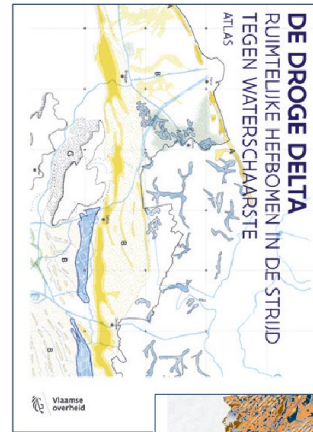 DE DROGE DELTA
RUIMTELIJKE HEFBOMEN IN DE STRIJD
TEGEN WATERSCHAARSTE
ATLAS
A
A
B
B
B
G
B
Vlaamse
overheid